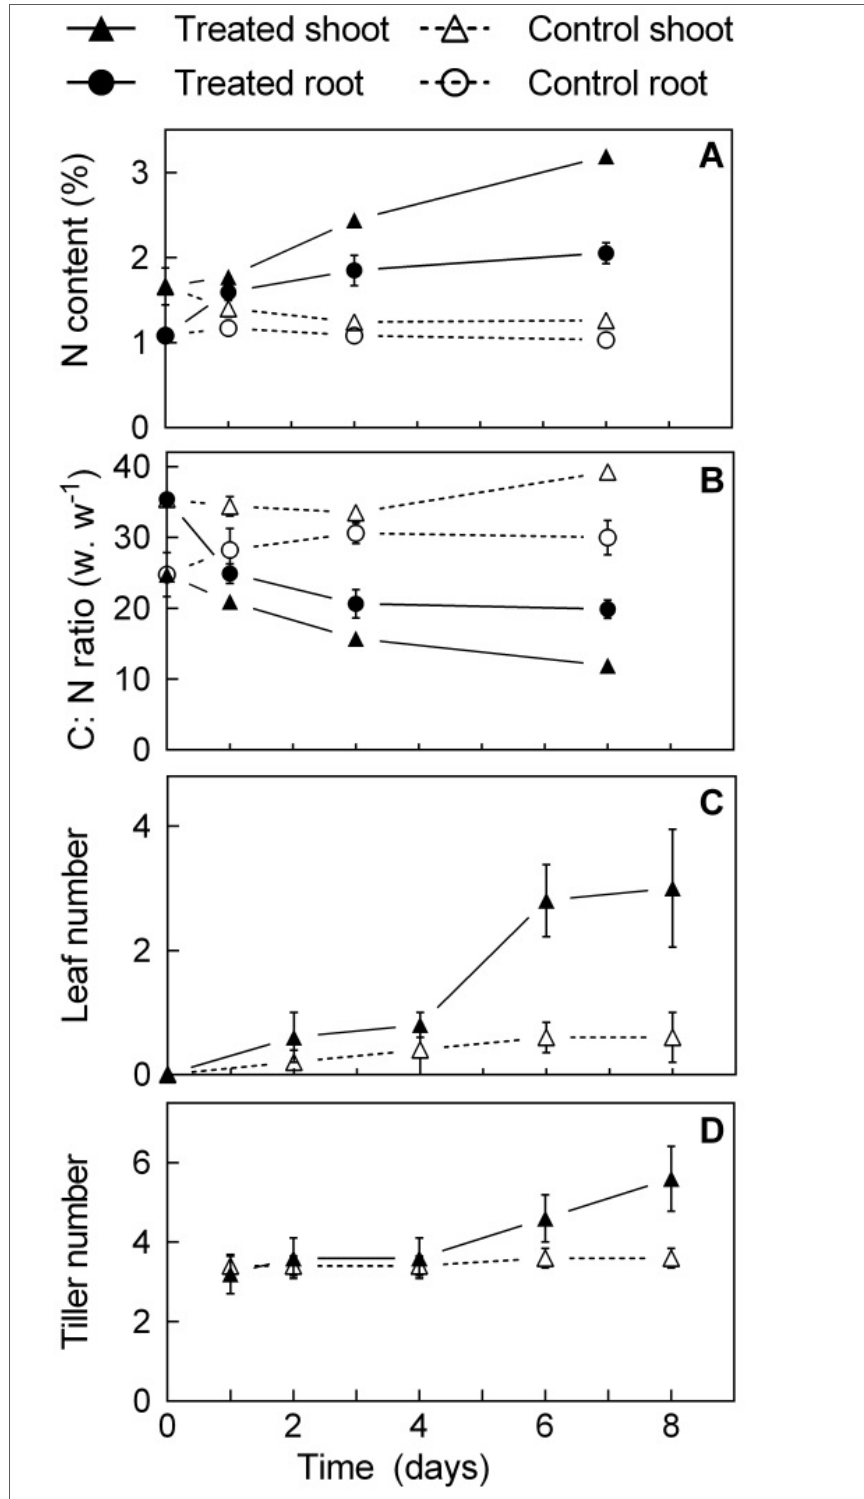 Treated shoot Control shoot
Treated root Control root
A
N content (%)
3
2
1
0
B
C: N ratio (w. w⁻¹)
40
30
20
10
0
C
Leaf number
4
2
0
D
Tiller number
6
4
2
0
0 2 4 6 8
Time (days)